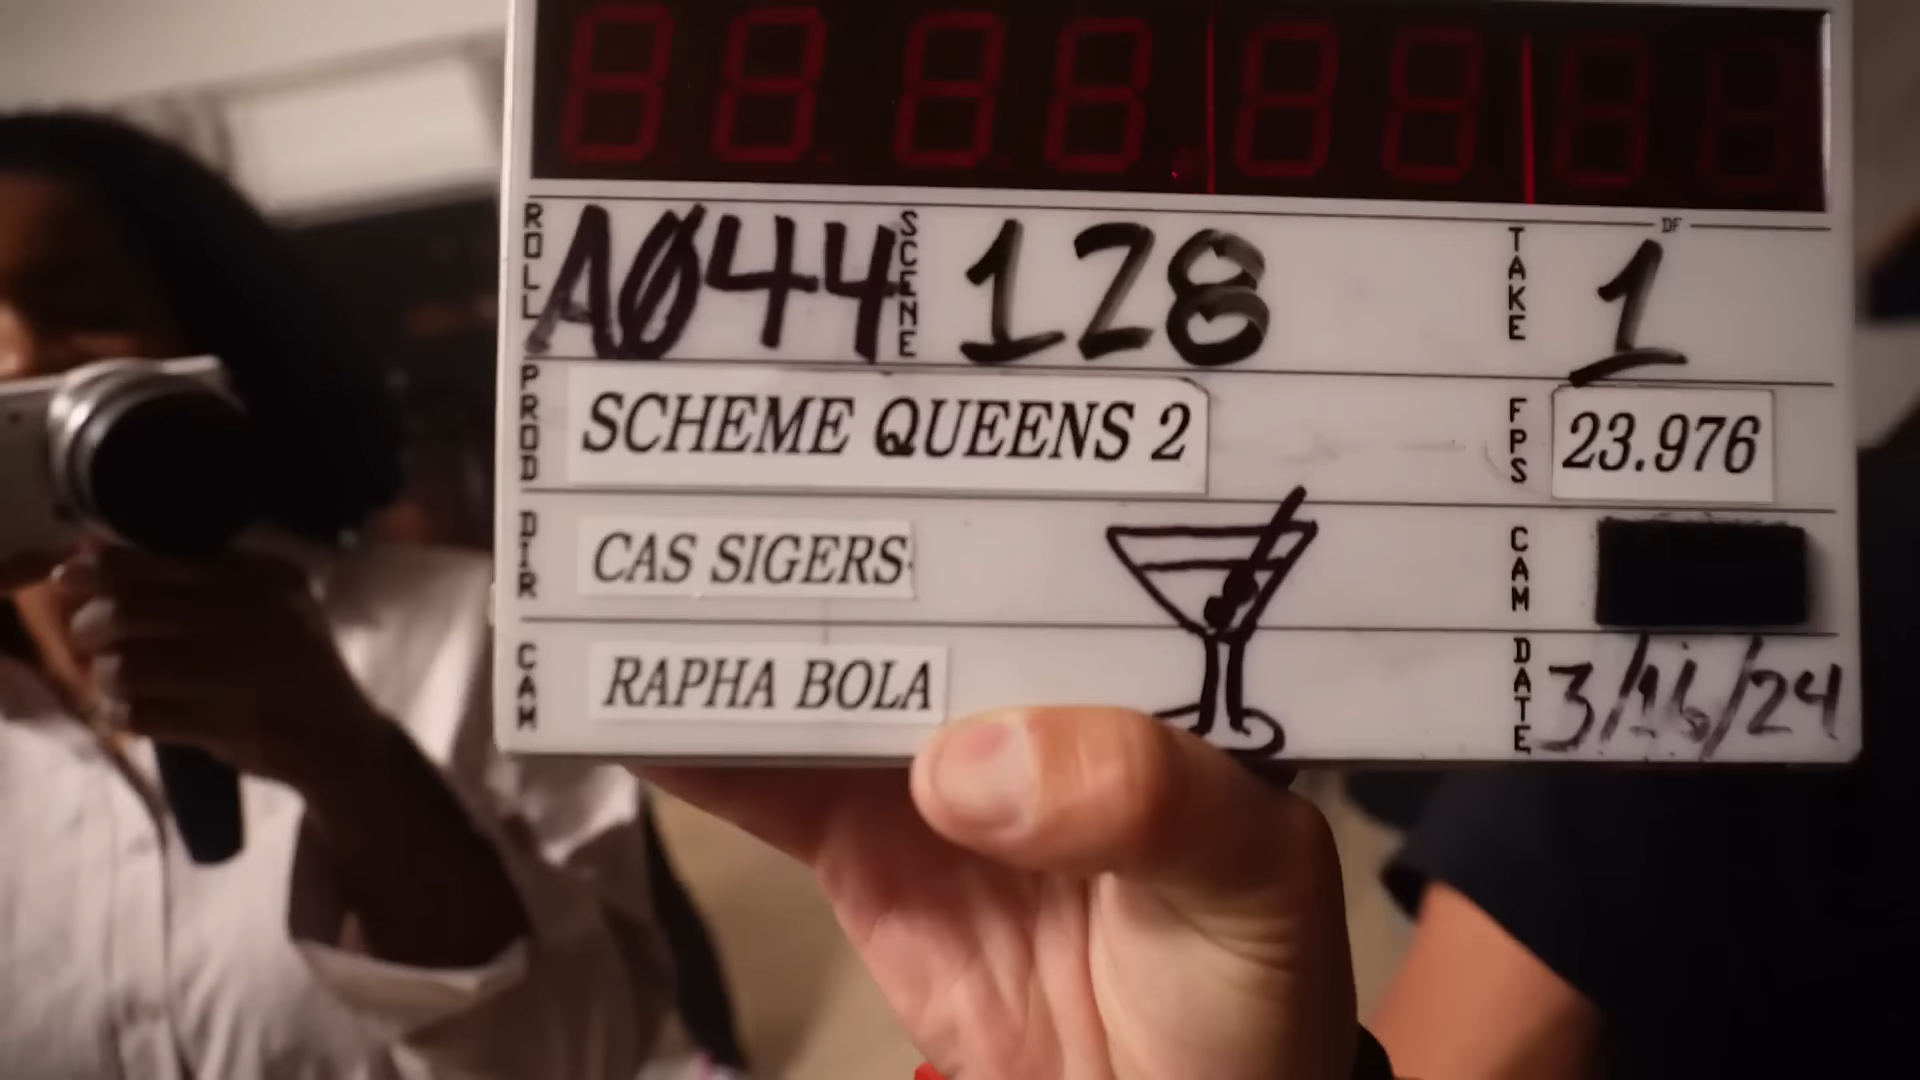 ROLL A044 SCENE 128 TAKE 1
DF
PROD SCHEME QUEENS 2 FPS 23.976
DIR CAS SIGERS CAM
CAM RAPHA BOLA DATE 3/16/24